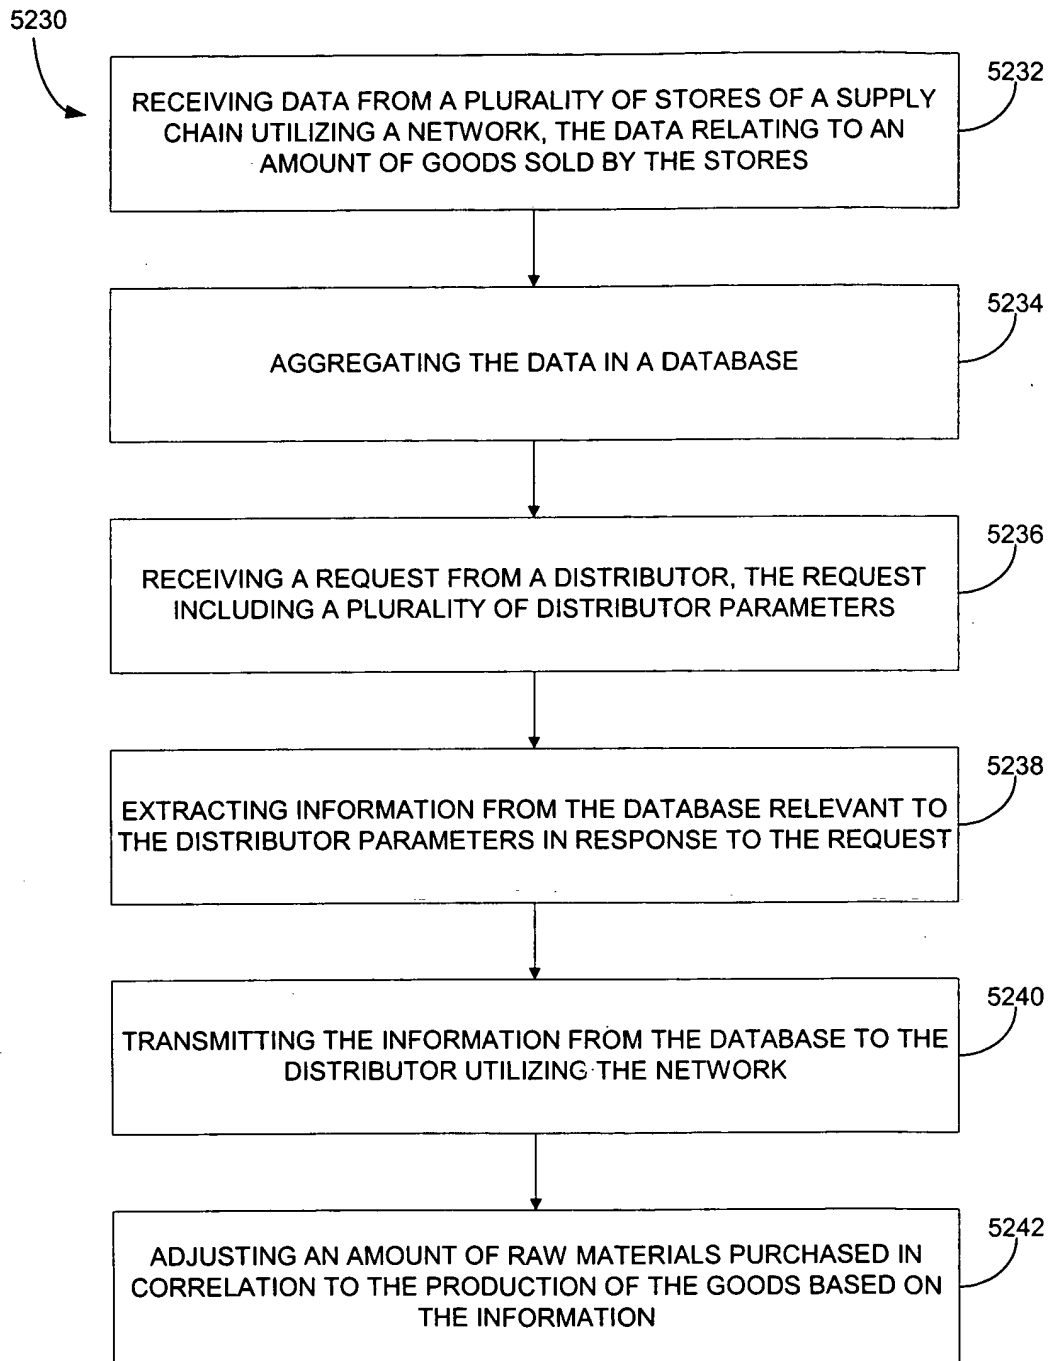 5230
5232
RECEIVING DATA FROM A PLURALITY OF STORES OF A SUPPLY
CHAIN UTILIZING A NETWORK, THE DATA RELATING TO AN
AMOUNT OF GOODS SOLD BY THE STORES
5234
AGGREGATING THE DATA IN A DATABASE
5236
RECEIVING A REQUEST FROM A DISTRIBUTOR, THE REQUEST
INCLUDING A PLURALITY OF DISTRIBUTOR PARAMETERS
5238
EXTRACTING INFORMATION FROM THE DATABASE RELEVANT TO
THE DISTRIBUTOR PARAMETERS IN RESPONSE TO THE REQUEST
5240
TRANSMITTING THE INFORMATION FROM THE DATABASE TO THE
DISTRIBUTOR UTILIZING THE NETWORK
5242
ADJUSTING AN AMOUNT OF RAW MATERIALS PURCHASED IN
CORRELATION TO THE PRODUCTION OF THE GOODS BASED ON
THE INFORMATION